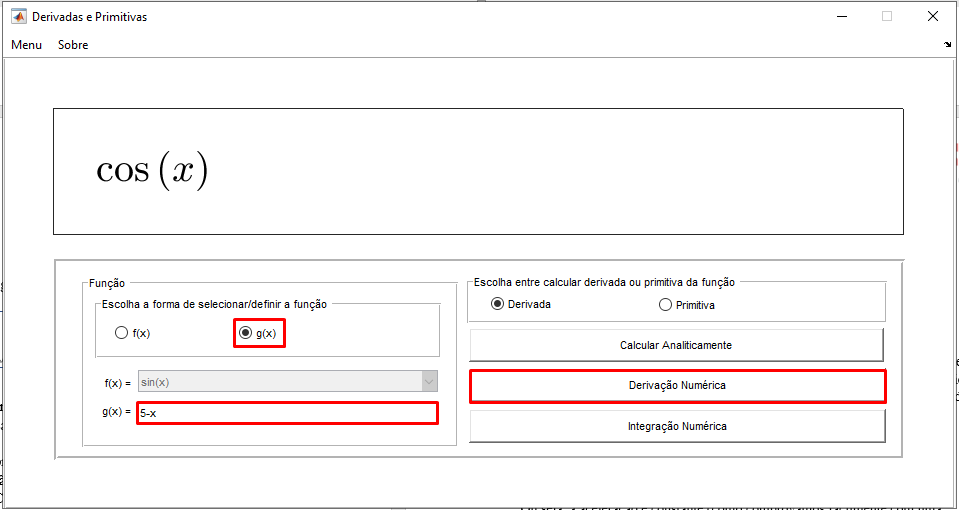 Derivadas e Primitivas
Menu Sobre
cos (x)
Função
Escolha a forma de selecionar/definir a função
f(x)
g(x)
f(x) = sin(x)
g(x) = 5-x
Escolha entre calcular derivada ou primitiva da função
Derivada
Primitiva
Calcular Analiticamente
Derivação Numérica
Integração Numérica